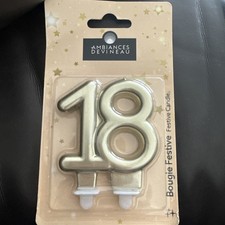 AMBIANCES
DEVINEAU
18
Bougie Festive
Festive Candle